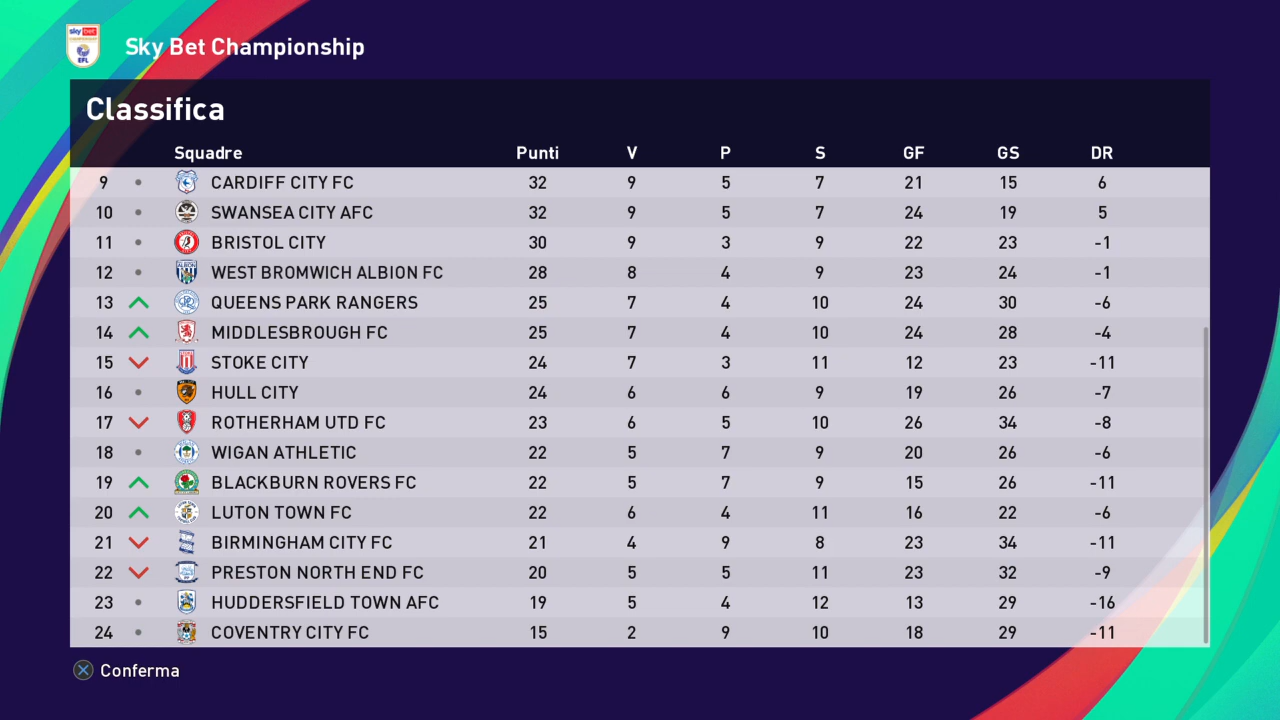 sky bet
CHAMPIONSHIP
EFL
Sky Bet Championship
Classifica
Squadre Punti V P S GF GS DR
9 CARDIFF CITY FC 32 9 5 7 21 15 6
10 SWANSEA CITY AFC 32 9 5 7 24 19 5
11 BRISTOL CITY 30 9 3 9 22 23 -1
12 WEST BROMWICH ALBION FC 28 8 4 9 23 24 -1
13 QUEENS PARK RANGERS 25 7 4 10 24 30 -6
14 MIDDLESBROUGH FC 25 7 4 10 24 28 -4
15 STOKE CITY 24 7 3 11 12 23 -11
16 HULL CITY 24 6 6 9 19 26 -7
17 ROTHERHAM UTD FC 23 6 5 10 26 34 -8
18 WIGAN ATHLETIC 22 5 7 9 20 26 -6
19 BLACKBURN ROVERS FC 22 5 7 9 15 26 -11
20 LUTON TOWN FC 22 6 4 11 16 22 -6
21 BIRMINGHAM CITY FC 21 4 9 8 23 34 -11
22 PRESTON NORTH END FC 20 5 5 11 23 32 -9
23 HUDDERSFIELD TOWN AFC 19 5 4 12 13 29 -16
24 COVENTRY CITY FC 15 2 9 10 18 29 -11
Conferma